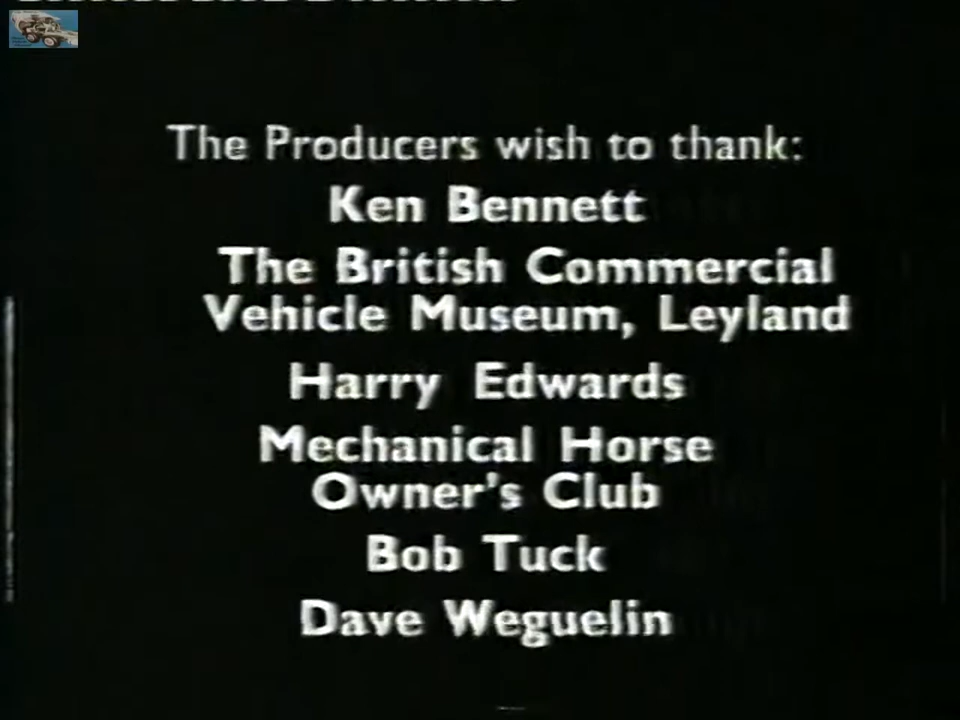 The Producers wish to thank:
Ken Bennett
The British Commercial
Vehicle Museum, Leyland
Harry Edwards
Mechanical Horse
Owner's Club
Bob Tuck
Dave Weguelin